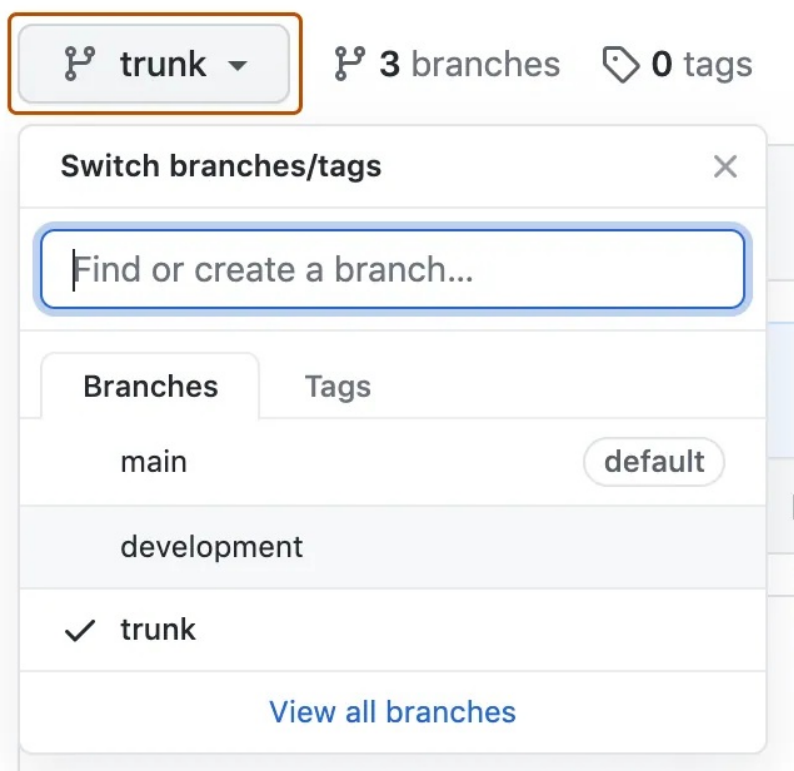 trunk 3 branches 0 tags
Switch branches/tags
Find or create a branch...
Branches Tags
main default
development
trunk
View all branches